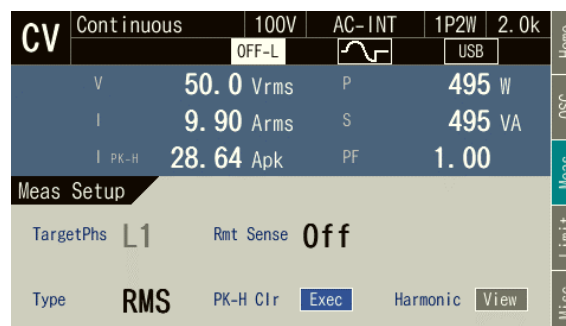 CV Continuous 100V AC-INT 1P2W 2.0k
OFF-L USB
V 50.0 Vrms P 495 W
I 9.90 Arms S 495 VA
I PK-H 28.64 Apk PF 1.00
Meas Setup
TargetPhs L1 Rmt Sense Off
Type RMS PK-H Clr Exec Harmonic View
Home
OSC
Meas
Limit
Misc